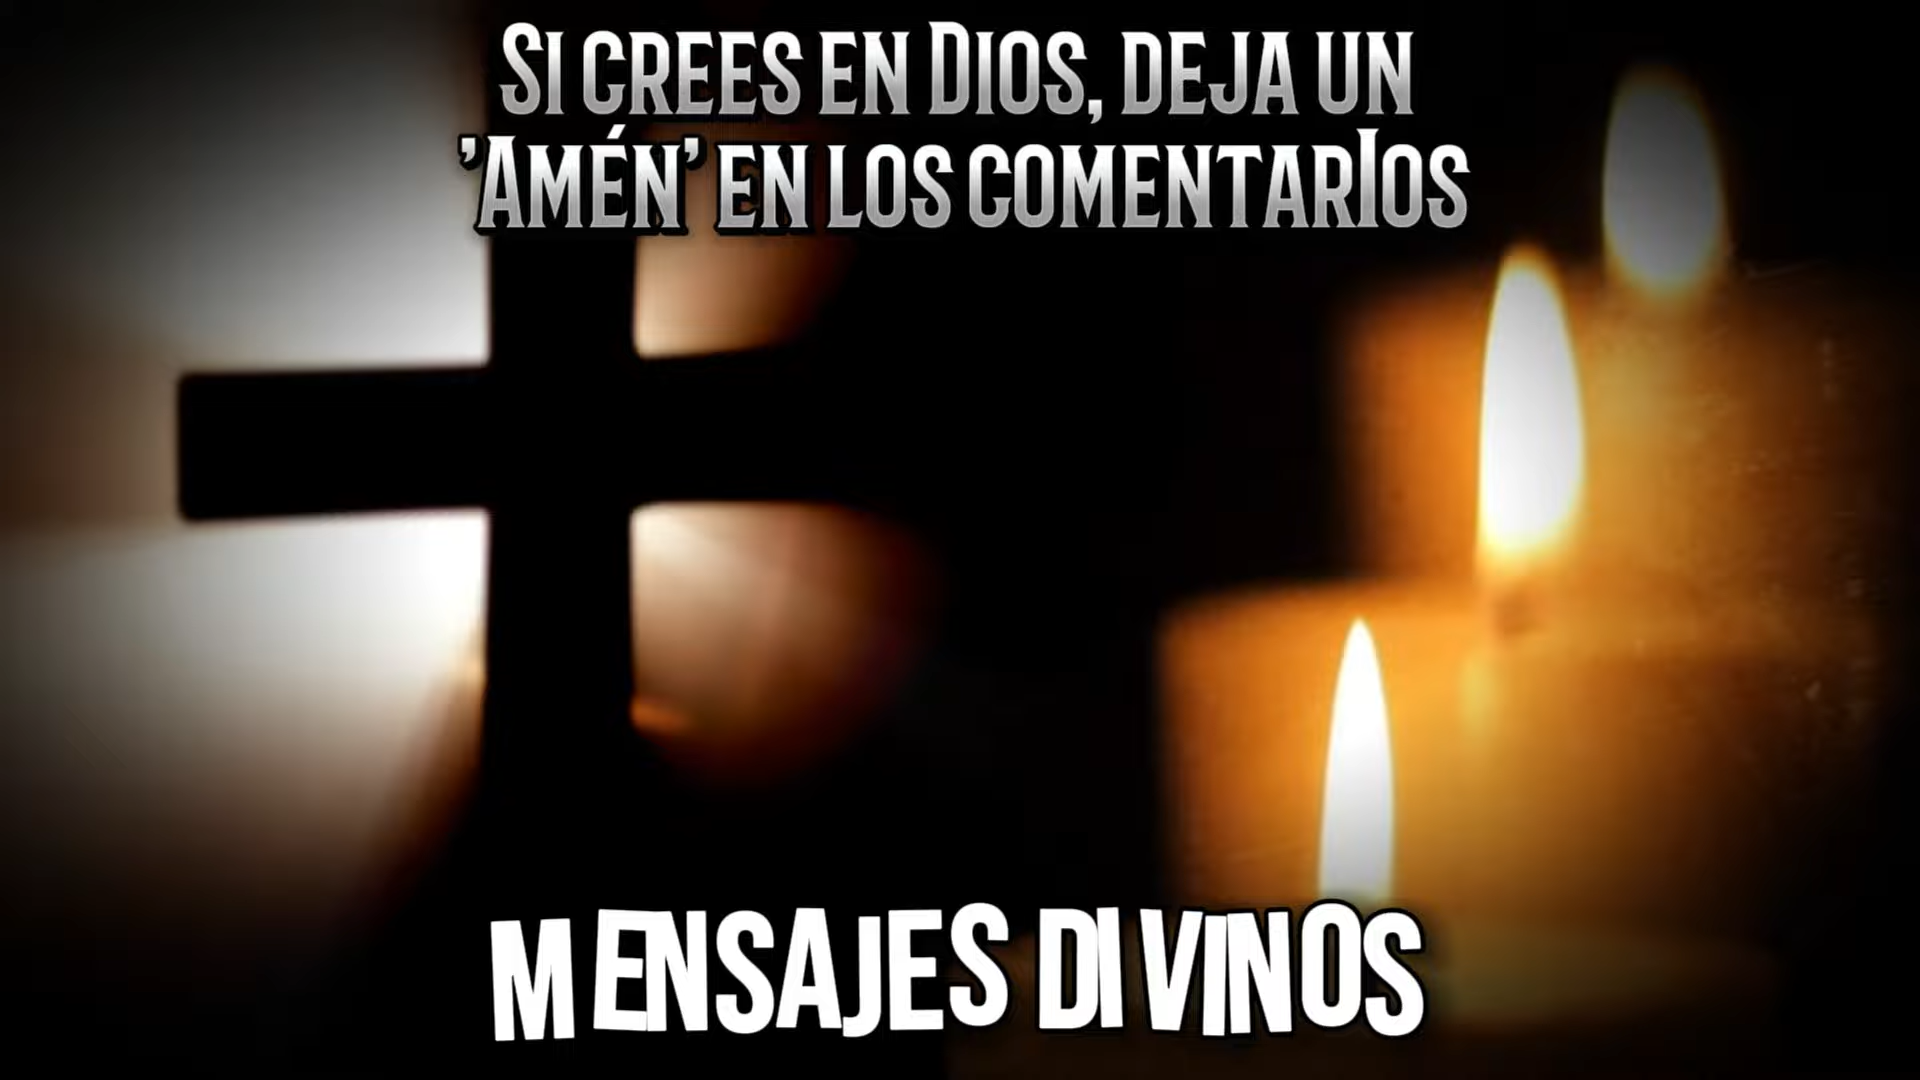 Si crees en Dios, deja un
'Amén' en los comentarIos
MENSAJES DIVINOS